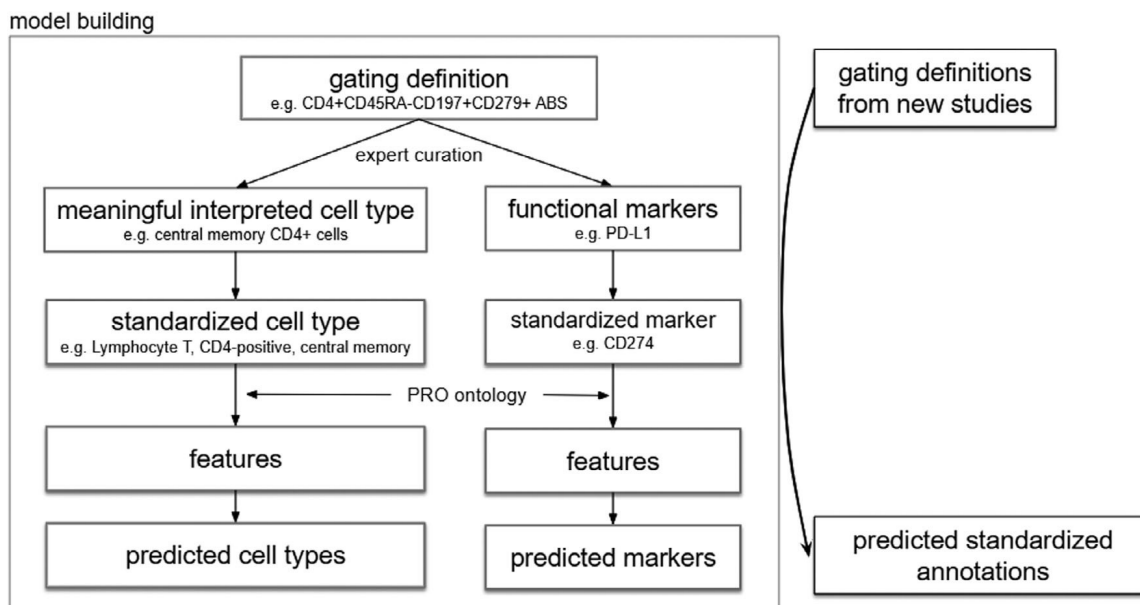 model building
gating definition
e.g. CD4+CD45RA-CD197+CD279+ ABS
expert curation
meaningful interpreted cell type
e.g. central memory CD4+ cells
functional markers
e.g. PD-L1
standardized cell type
e.g. Lymphocyte T, CD4-positive, central memory
standardized marker
e.g. CD274
PRO ontology
features
features
predicted cell types
predicted markers
gating definitions
from new studies
predicted standardized
annotations